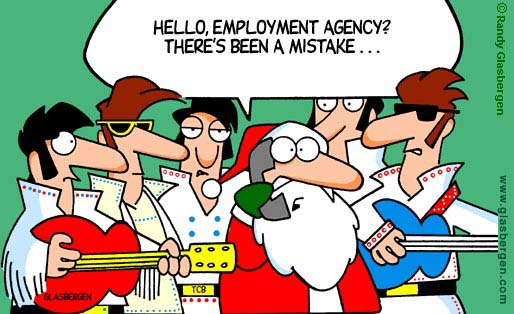 HELLO, EMPLOYMENT AGENCY?
THERE'S BEEN A MISTAKE . . .
© Randy Glasbergen
www.glasbergen.com
TCB
GLASBERGEN